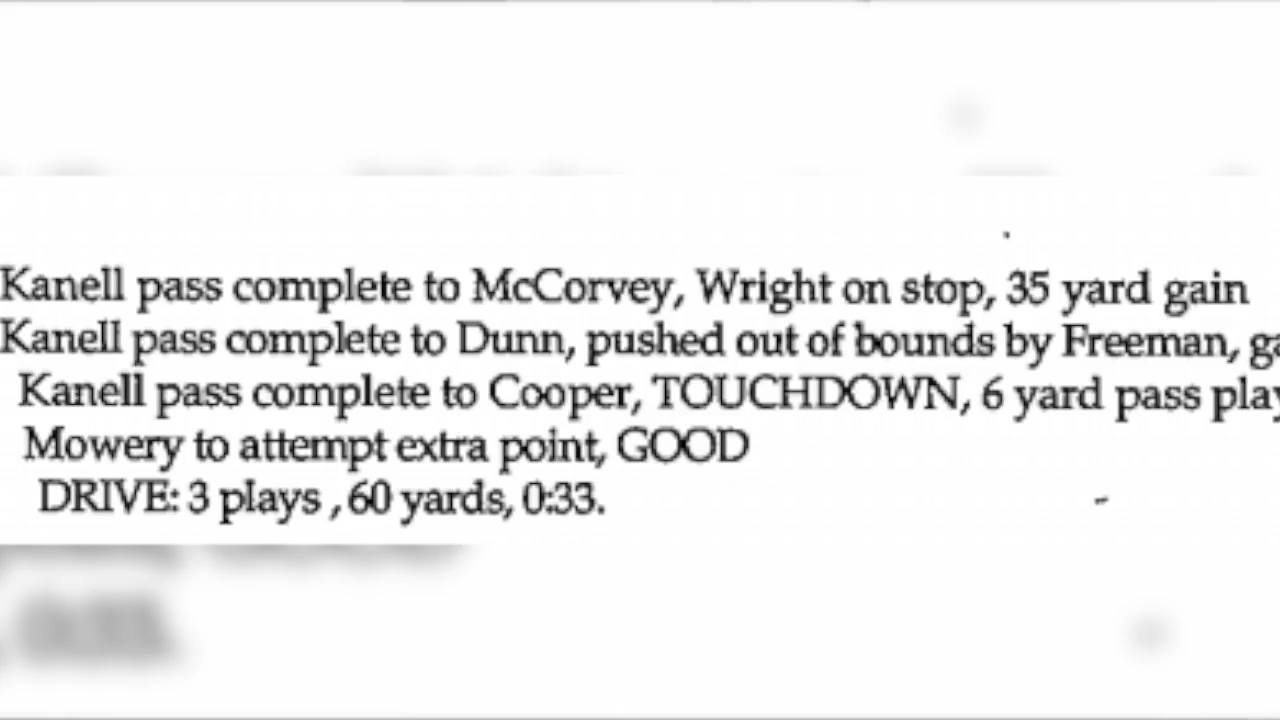 Kanell pass complete to McCorvey, Wright on stop, 35 yard gain
Kanell pass complete to Dunn, pushed out of bounds by Freeman, ga
Kanell pass complete to Cooper, TOUCHDOWN, 6 yard pass play
Mowery to attempt extra point, GOOD
DRIVE: 3 plays , 60 yards, 0:33.